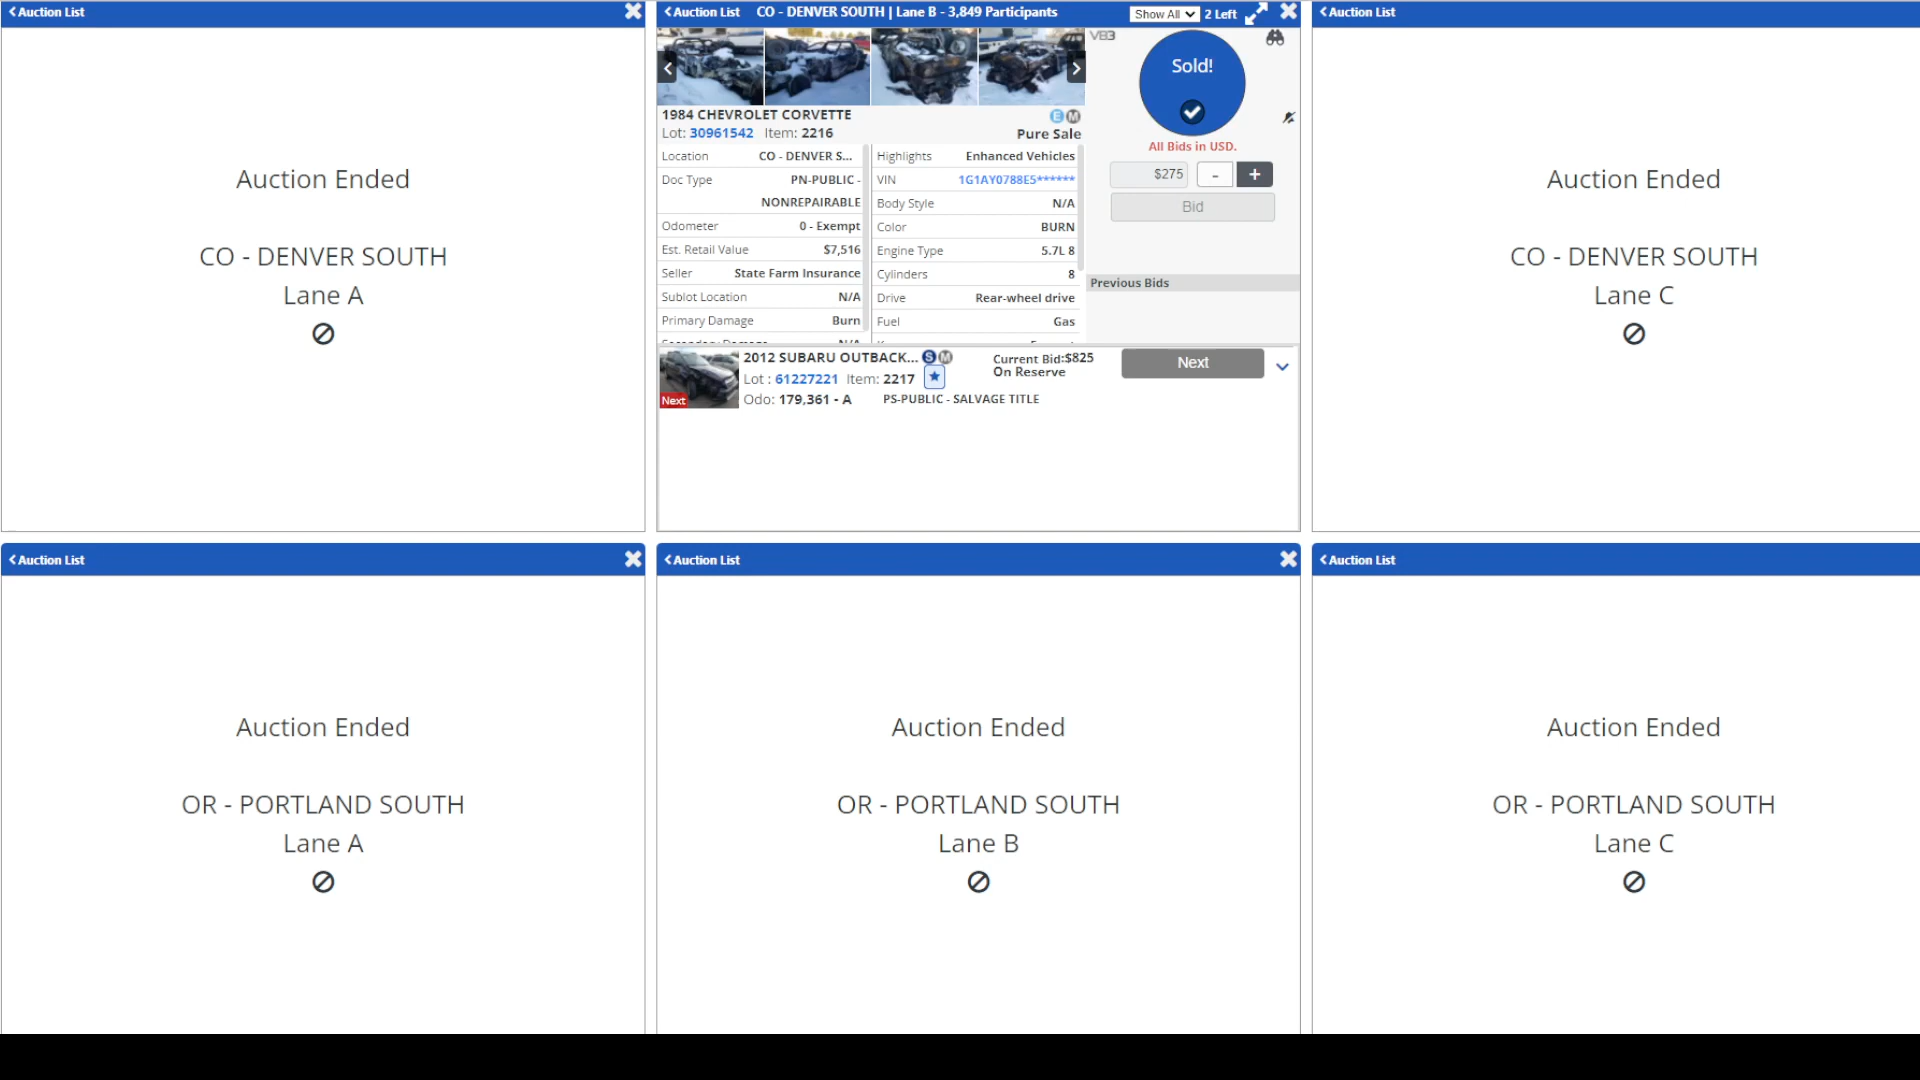 Auction List
Auction Ended
CO - DENVER SOUTH
Lane A
Auction List CO - DENVER SOUTH | Lane B - 3,849 Participants Show All 2 Left
VB3
Sold!
1984 CHEVROLET CORVETTE E M
Lot: 30961542 Item: 2216 Pure Sale
All Bids in USD.
Location CO - DENVER S...
Doc Type PN-PUBLIC -
NONREPAIRABLE
Odometer 0 - Exempt
Est. Retail Value $7,516
Seller State Farm Insurance
Sublot Location N/A
Primary Damage Burn
Highlights Enhanced Vehicles
VIN 1G1AY0788E5******
Body Style N/A
Color BURN
Engine Type 5.7L 8
Cylinders 8
Drive Rear-wheel drive
Fuel Gas
$275 - +
Bid
Previous Bids
Next
2012 SUBARU OUTBACK... S M
Lot : 61227221 Item: 2217
Odo: 179,361 - A PS-PUBLIC - SALVAGE TITLE
Current Bid:$825
On Reserve
Next
Auction List
Auction Ended
CO - DENVER SOUTH
Lane C
Auction List
Auction Ended
OR - PORTLAND SOUTH
Lane A
Auction List
Auction Ended
OR - PORTLAND SOUTH
Lane B
Auction List
Auction Ended
OR - PORTLAND SOUTH
Lane C